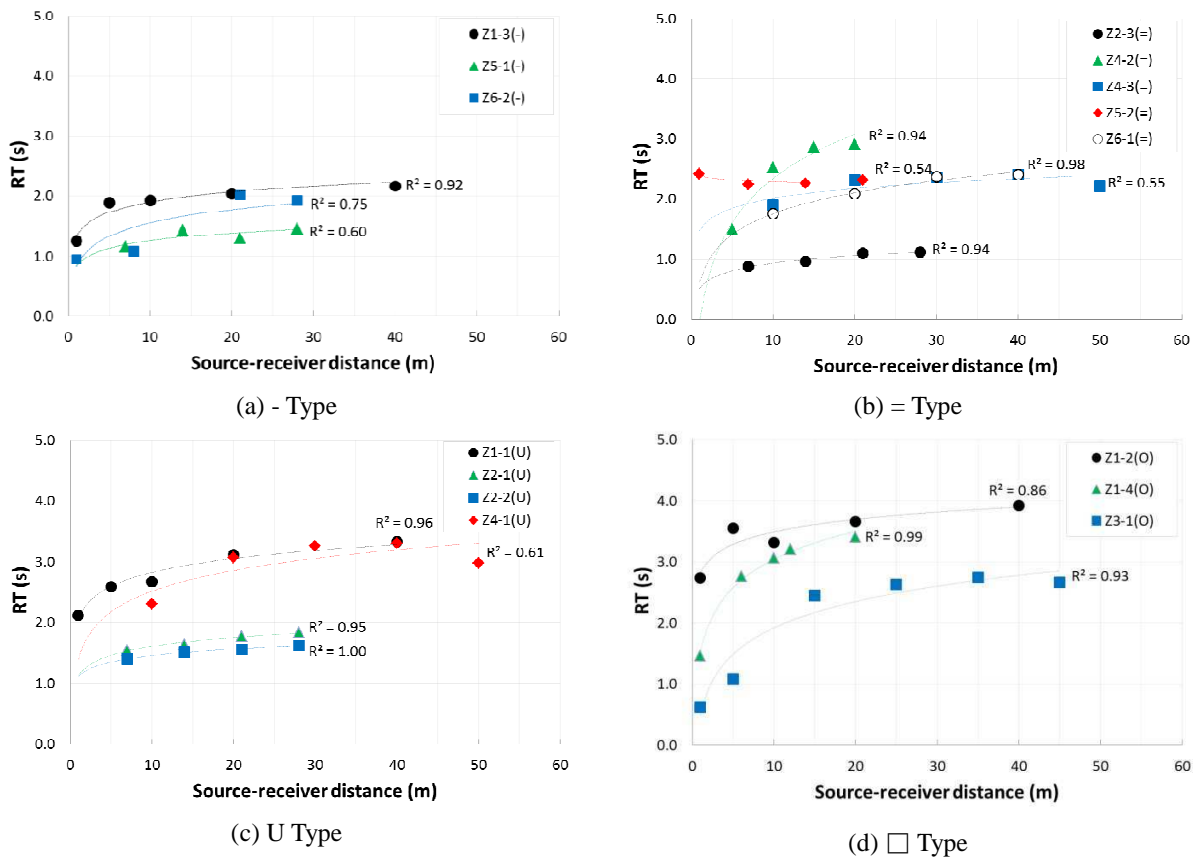 5.0
4.0
3.0
2.0
1.0
0.0
RT (s)
0 10 20 30 40 50 60
Source-receiver distance (m)
Z1-3(-)
Z5-1(-)
Z6-2(-)
R² = 0.92
R² = 0.75
R² = 0.60
(a) - Type
5.0
4.0
3.0
2.0
1.0
0.0
RT (s)
0 10 20 30 40 50 60
Source-receiver distance (m)
Z2-3(=)
Z4-2(=)
Z4-3(=)
Z5-2(=)
Z6-1(=)
R² = 0.94
R² = 0.54
R² = 0.98
R² = 0.55
R² = 0.94
(b) = Type
5.0
4.0
3.0
2.0
1.0
0.0
RT (s)
0 10 20 30 40 50 60
Source-receiver distance (m)
Z1-1(U)
Z2-1(U)
Z2-2(U)
Z4-1(U)
R² = 0.96
R² = 0.61
R² = 0.95
R² = 1.00
(c) U Type
5.0
4.0
3.0
2.0
1.0
0.0
RT (s)
0 10 20 30 40 50 60
Source-receiver distance (m)
Z1-2(O)
Z1-4(O)
Z3-1(O)
R² = 0.86
R² = 0.99
R² = 0.93
(d) □ Type